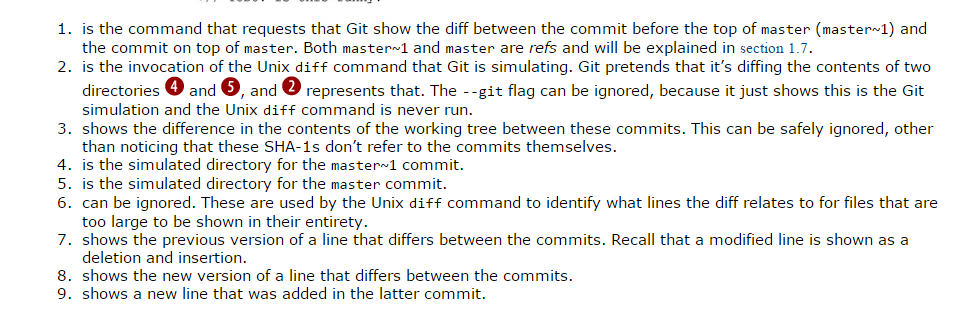 1. is the command that requests that Git show the diff between the commit before the top of master (master~1) and
the commit on top of master. Both master~1 and master are refs and will be explained in section 1.7.
2. is the invocation of the Unix diff command that Git is simulating. Git pretends that it’s diffing the contents of two
directories 4 and 5, and 2 represents that. The --git flag can be ignored, because it just shows this is the Git
simulation and the Unix diff command is never run.
3. shows the difference in the contents of the working tree between these commits. This can be safely ignored, other
than noticing that these SHA-1s don’t refer to the commits themselves.
4. is the simulated directory for the master~1 commit.
5. is the simulated directory for the master commit.
6. can be ignored. These are used by the Unix diff command to identify what lines the diff relates to for files that are
too large to be shown in their entirety.
7. shows the previous version of a line that differs between the commits. Recall that a modified line is shown as a
deletion and insertion.
8. shows the new version of a line that differs between the commits.
9. shows a new line that was added in the latter commit.